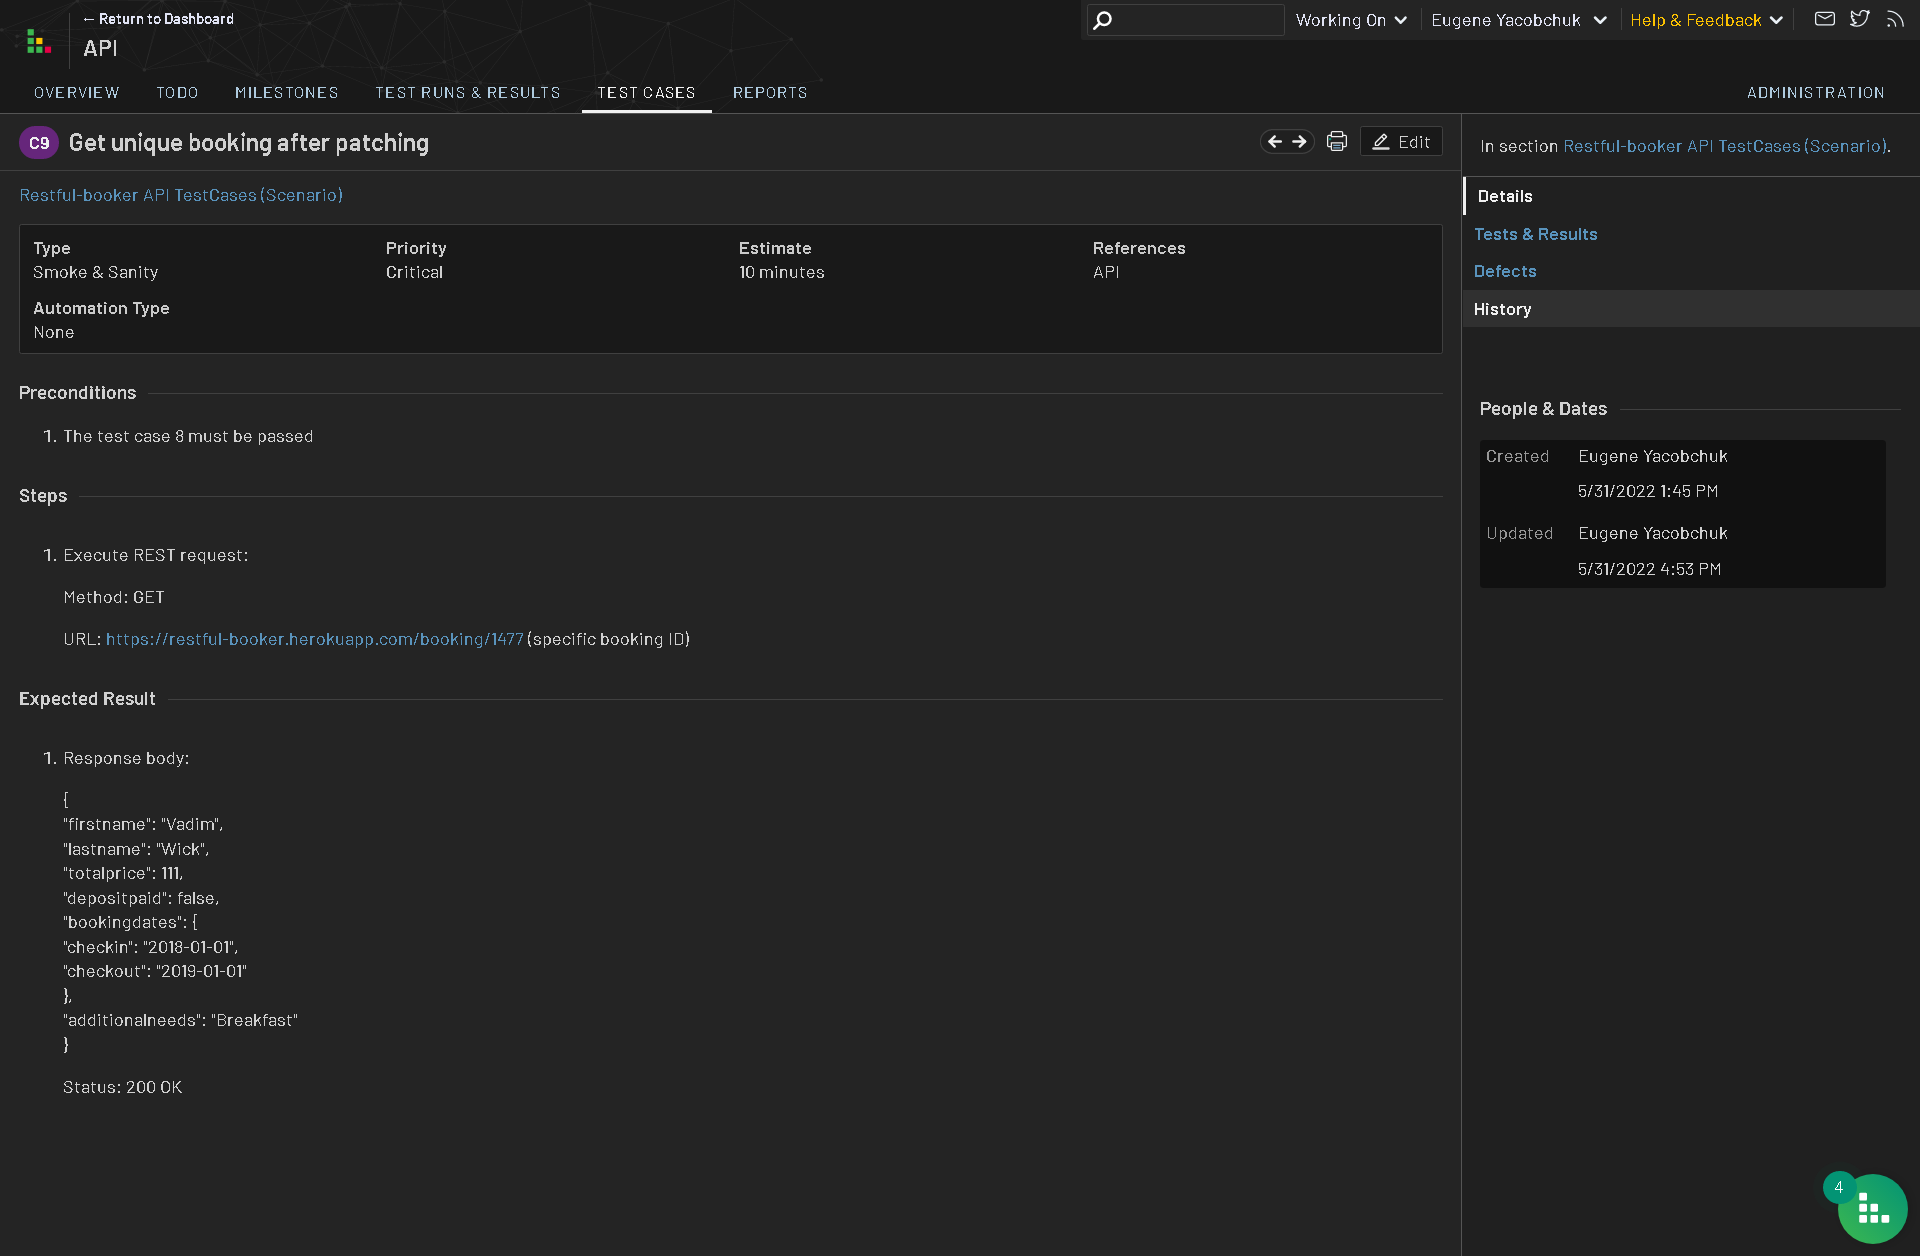 ← Return to Dashboard
API
Working On
Eugene Yacobchuk
Help & Feedback
OVERVIEW
TODO
MILESTONES
TEST RUNS & RESULTS
TEST CASES
REPORTS
ADMINISTRATION
C9
Get unique booking after patching
Edit
Restful-booker API TestCases (Scenario)
Type
Smoke & Sanity
Priority
Critical
Estimate
10 minutes
References
API
Automation Type
None
Preconditions
1. The test case 8 must be passed
Steps
1. Execute REST request:
Method: GET
URL: https://restful-booker.herokuapp.com/booking/1477 (specific booking ID)
Expected Result
1. Response body:
{
"firstname": "Vadim",
"lastname": "Wick",
"totalprice": 111,
"depositpaid": false,
"bookingdates": {
"checkin": "2018-01-01",
"checkout": "2019-01-01"
},
"additionalneeds": "Breakfast"
}
Status: 200 OK
In section Restful-booker API TestCases (Scenario).
Details
Tests & Results
Defects
History
People & Dates
Created
Eugene Yacobchuk
5/31/2022 1:45 PM
Updated
Eugene Yacobchuk
5/31/2022 4:53 PM
4